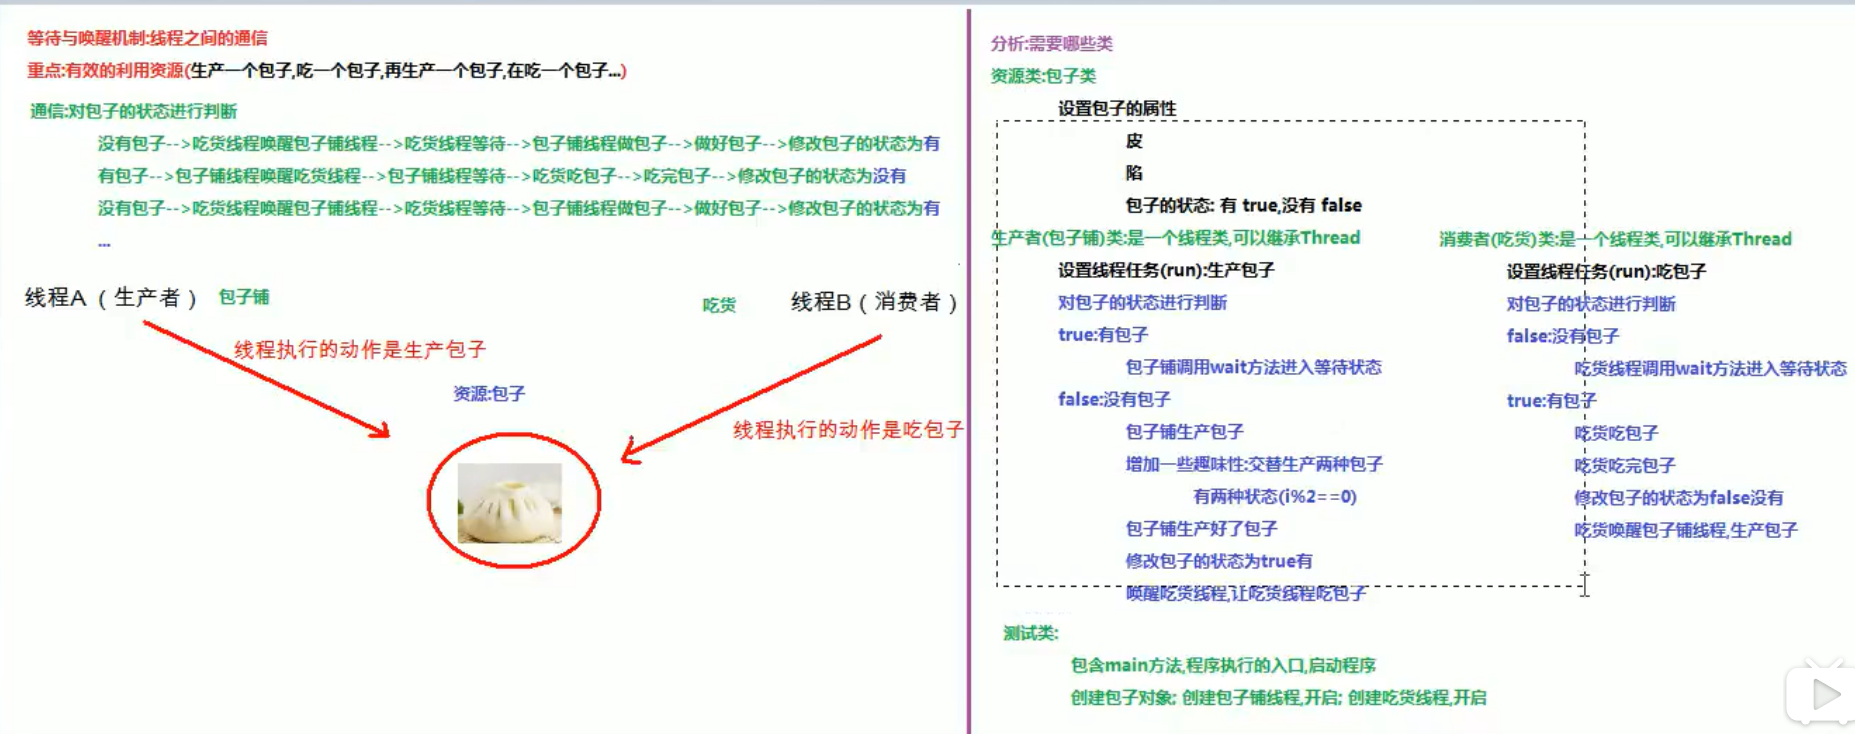 等待与唤醒机制:线程之间的通信
重点:有效的利用资源(生产一个包子,吃一个包子,再生产一个包子,在吃一个包子...)
通信:对包子的状态进行判断
没有包子-->吃货线程唤醒包子铺线程-->吃货线程等待-->包子铺线程做包子-->做好包子-->修改包子的状态为有
有包子-->包子铺线程唤醒吃货线程-->包子铺线程等待-->吃货吃包子-->吃完包子-->修改包子的状态为没有
没有包子-->吃货线程唤醒包子铺线程-->吃货线程等待-->包子铺线程做包子-->做好包子-->修改包子的状态为有
...
线程A（生产者） 包子铺
吃货 线程B（消费者）
线程执行的动作是生产包子
资源:包子
线程执行的动作是吃包子
分析:需要哪些类
资源类:包子类
设置包子的属性
皮
陷
包子的状态: 有 true,没有 false
生产者(包子铺)类:是一个线程类,可以继承Thread
设置线程任务(run):生产包子
对包子的状态进行判断
true:有包子
包子铺调用wait方法进入等待状态
false:没有包子
包子铺生产包子
增加一些趣味性:交替生产两种包子
有两种状态(i%2==0)
包子铺生产好了包子
修改包子的状态为true有
唤醒吃货线程,让吃货线程吃包子
消费者(吃货)类:是一个线程类,可以继承Thread
设置线程任务(run):吃包子
对包子的状态进行判断
false:没有包子
吃货线程调用wait方法进入等待状态
true:有包子
吃货吃包子
吃货吃完包子
修改包子的状态为false没有
吃货唤醒包子铺线程,生产包子
测试类:
包含main方法,程序执行的入口,启动程序
创建包子对象; 创建包子铺线程,开启; 创建吃货线程,开启